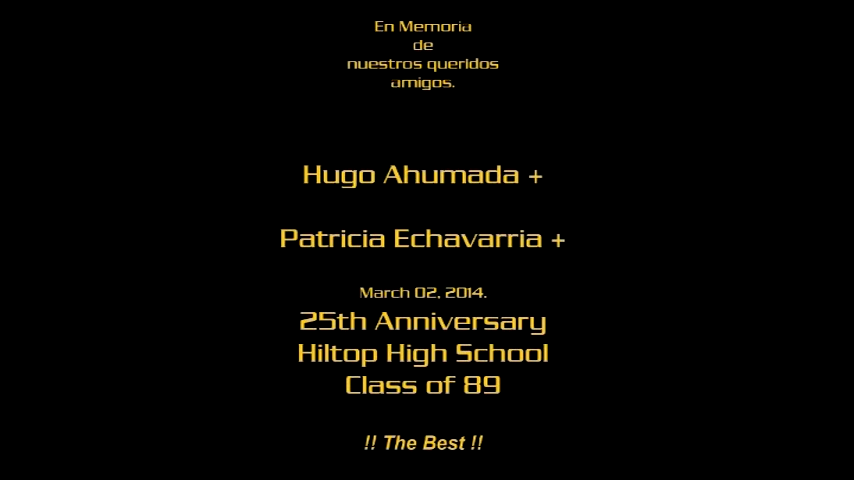 En Memoria
de
nuestros queridos
amigos.
Hugo Ahumada +
Patricia Echavarria +
March 02, 2014.
25th Anniversary
Hiltop High School
Class of 89
!! The Best !!